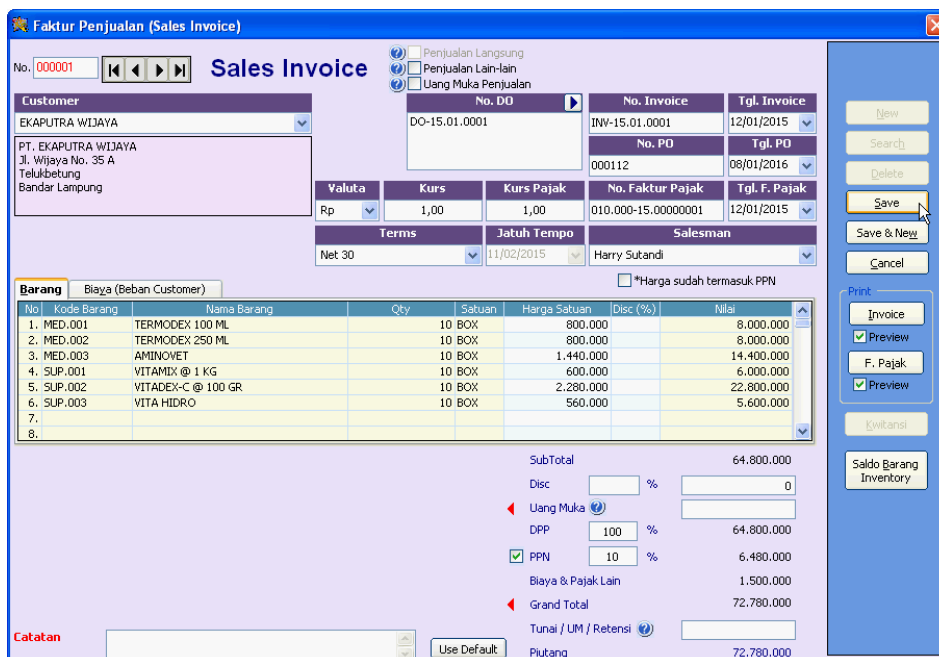 Faktur Penjualan (Sales Invoice)
No. 000001
Sales Invoice
Penjualan Langsung
Penjualan Lain-lain
Uang Muka Penjualan
Customer No. DO No. Invoice Tgl. Invoice
EKAPUTRA WIJAYA DO-15.01.0001 INV-15.01.0001 12/01/2015
PT. EKAPUTRA WIJAYA
Jl. Wijaya No. 35 A
Telukbetung
Bandar Lampung
No. PO Tgl. PO
000112 08/01/2016
Valuta Kurs Kurs Pajak No. Faktur Pajak Tgl. F. Pajak
Rp 1,00 1,00 010.000-15.00000001 12/01/2015
Terms Jatuh Tempo Salesman
Net 30 11/02/2015 Harry Sutandi
*Harga sudah termasuk PPN
Barang Biaya (Beban Customer)
No Kode Barang Nama Barang Qty Satuan Harga Satuan Disc (%) Nilai
1. MED.001 TERMODEX 100 ML 10 BOX 800.000 8.000.000
2. MED.002 TERMODEX 250 ML 10 BOX 800.000 8.000.000
3. MED.003 AMINOVET 10 BOX 1.440.000 14.400.000
4. SUP.001 VITAMIX @ 1 KG 10 BOX 600.000 6.000.000
5. SUP.002 VITADEX-C @ 100 GR 10 BOX 2.280.000 22.800.000
6. SUP.003 VITA HIDRO 10 BOX 560.000 5.600.000
7.
8.
SubTotal 64.800.000
Disc % 0
Uang Muka
DPP 100 % 64.800.000
PPN 10 % 6.480.000
Biaya & Pajak Lain 1.500.000
Grand Total 72.780.000
Tunai / UM / Retensi
Piutang 72.780.000
Catatan
Use Default
New
Search
Delete
Save
Save & New
Cancel
Print
Invoice
Preview
F. Pajak
Preview
Kwitansi
Saldo Barang
Inventory